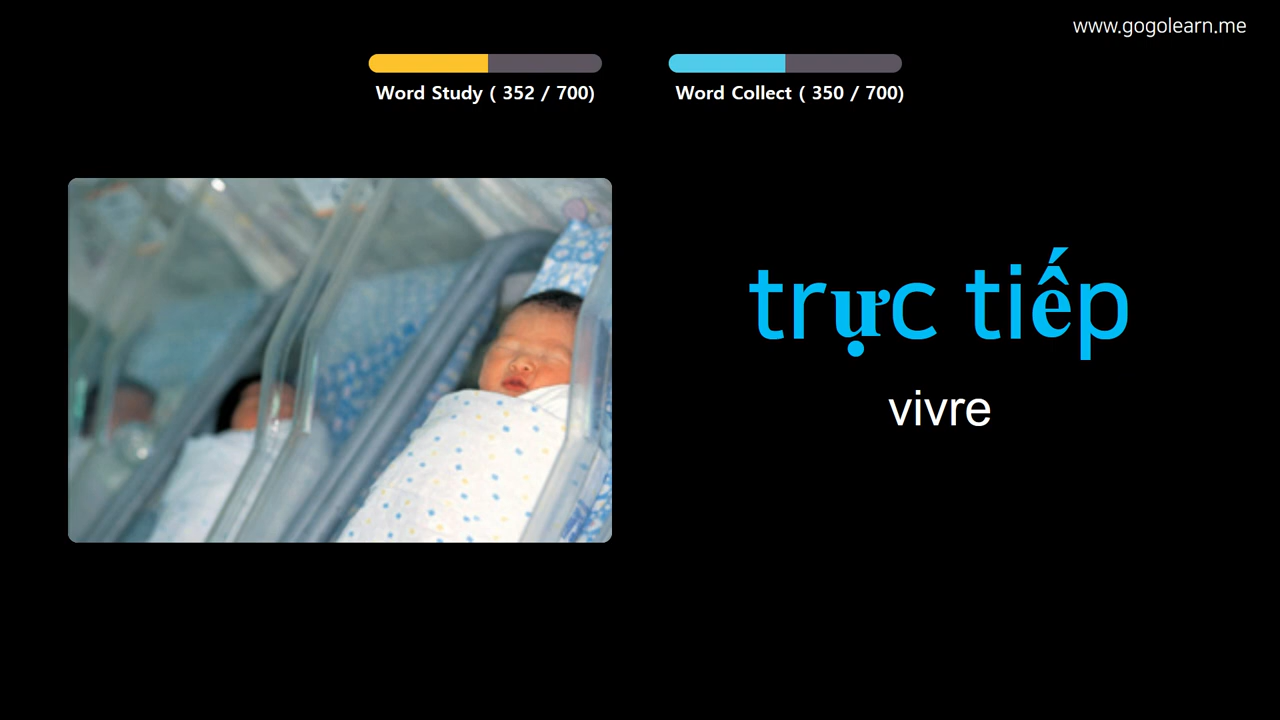 www.gogolearn.me
Word Study ( 352 / 700)
Word Collect ( 350 / 700)
trực tiếp
vivre